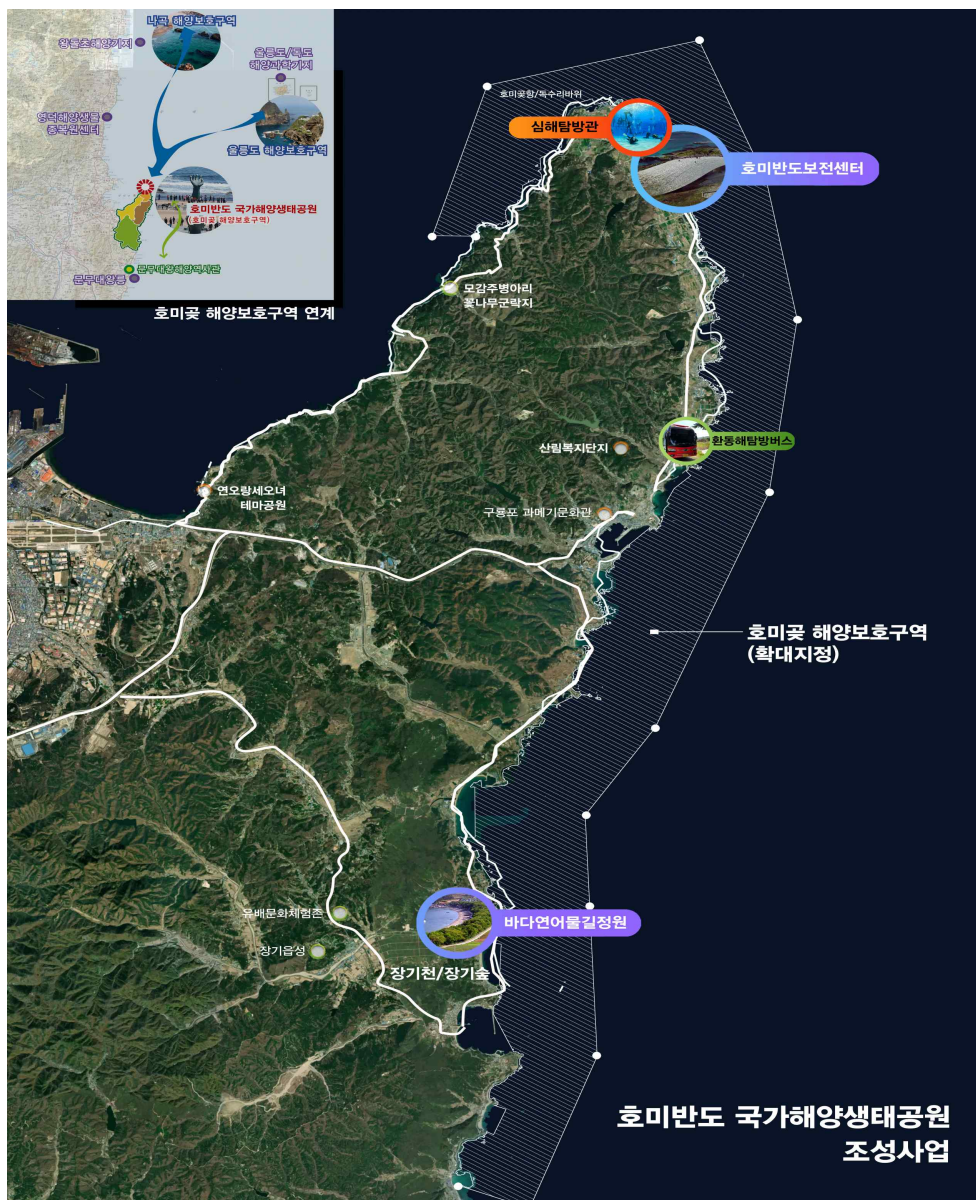 나곡 해양보호구역
왕돌초해양기지
울릉도/독도
해양과학기지
영덕해양생물
종복원센터
울릉도 해양보호구역
호미반도 국가해양생태공원
(호미곶 해양보호구역)
문무대왕해양역사관
문무대왕릉
호미곶 해양보호구역 연계
호미곶항/독수리바위
심해탐방관
호미반도보전센터
모감주병아리
꽃나무군락지
환동해탐방버스
산림복지단지
연오랑세오녀
테마공원
구룡포 과메기문화관
호미곶 해양보호구역
(확대지정)
유배문화체험촌
장기읍성
바다연어물길정원
장기천/장기숲
호미반도 국가해양생태공원
조성사업